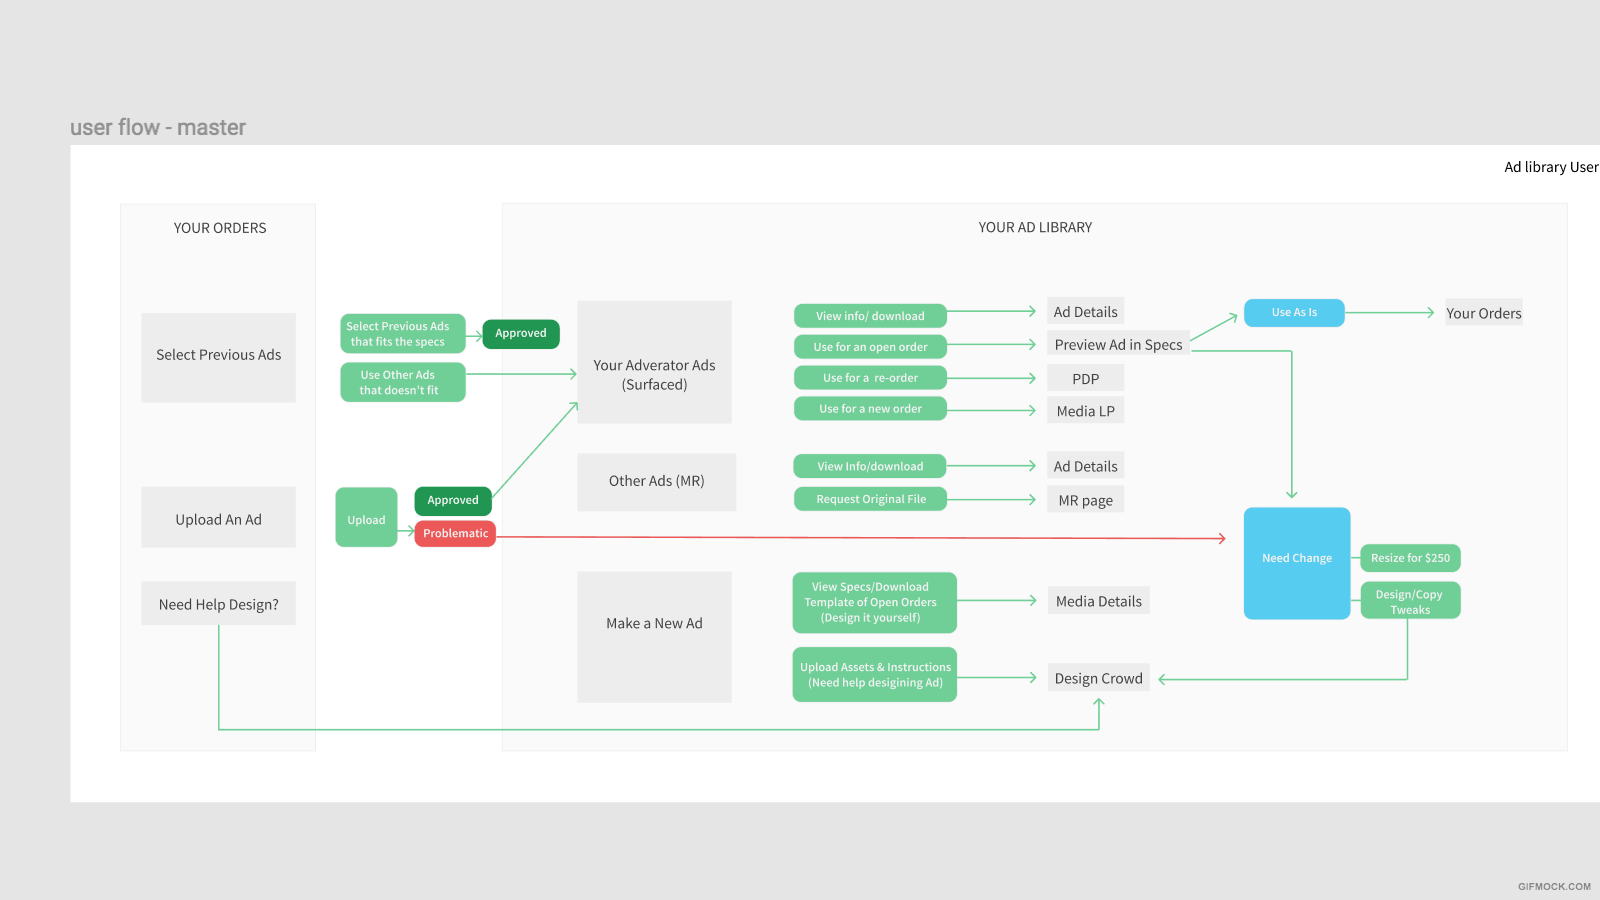 user flow - master
Ad library User
YOUR ORDERS
YOUR AD LIBRARY
Select Previous Ads
Select Previous Ads
that fits the specs
Approved
Use Other Ads
that doesn't fit
Your Adverator Ads
(Surfaced)
View info/ download
Ad Details
Use As Is
Your Orders
Use for an open order
Preview Ad in Specs
Use for a re-order
PDP
Use for a new order
Media LP
Other Ads (MR)
View Info/download
Ad Details
Request Original File
MR page
Upload An Ad
Upload
Approved
Problematic
Need Change
Resize for $250
Design/Copy
Tweaks
Need Help Design?
Make a New Ad
View Specs/Download
Template of Open Orders
(Design it yourself)
Media Details
Upload Assets & Instructions
(Need help desigining Ad)
Design Crowd
GIFMOCK.COM